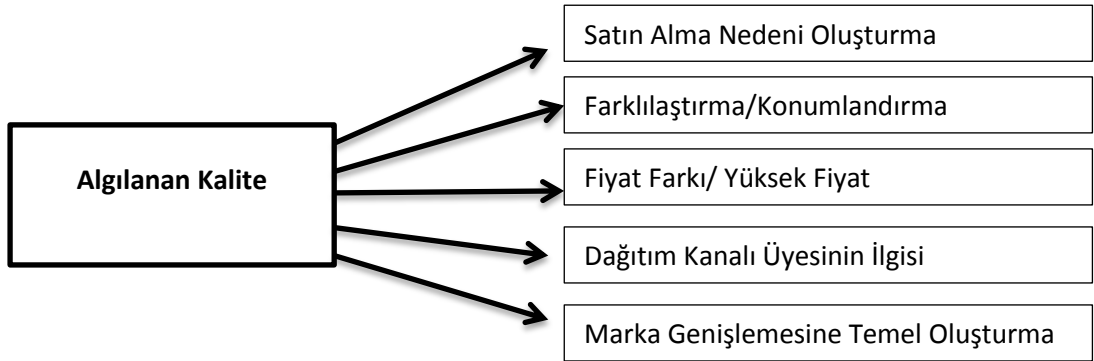 Satın Alma Nedeni Oluşturma
Farklılaştırma/Konumlandırma
Algılanan Kalite
Fiyat Farkı/ Yüksek Fiyat
Dağıtım Kanalı Üyesinin İlgisi
Marka Genişlemesine Temel Oluşturma